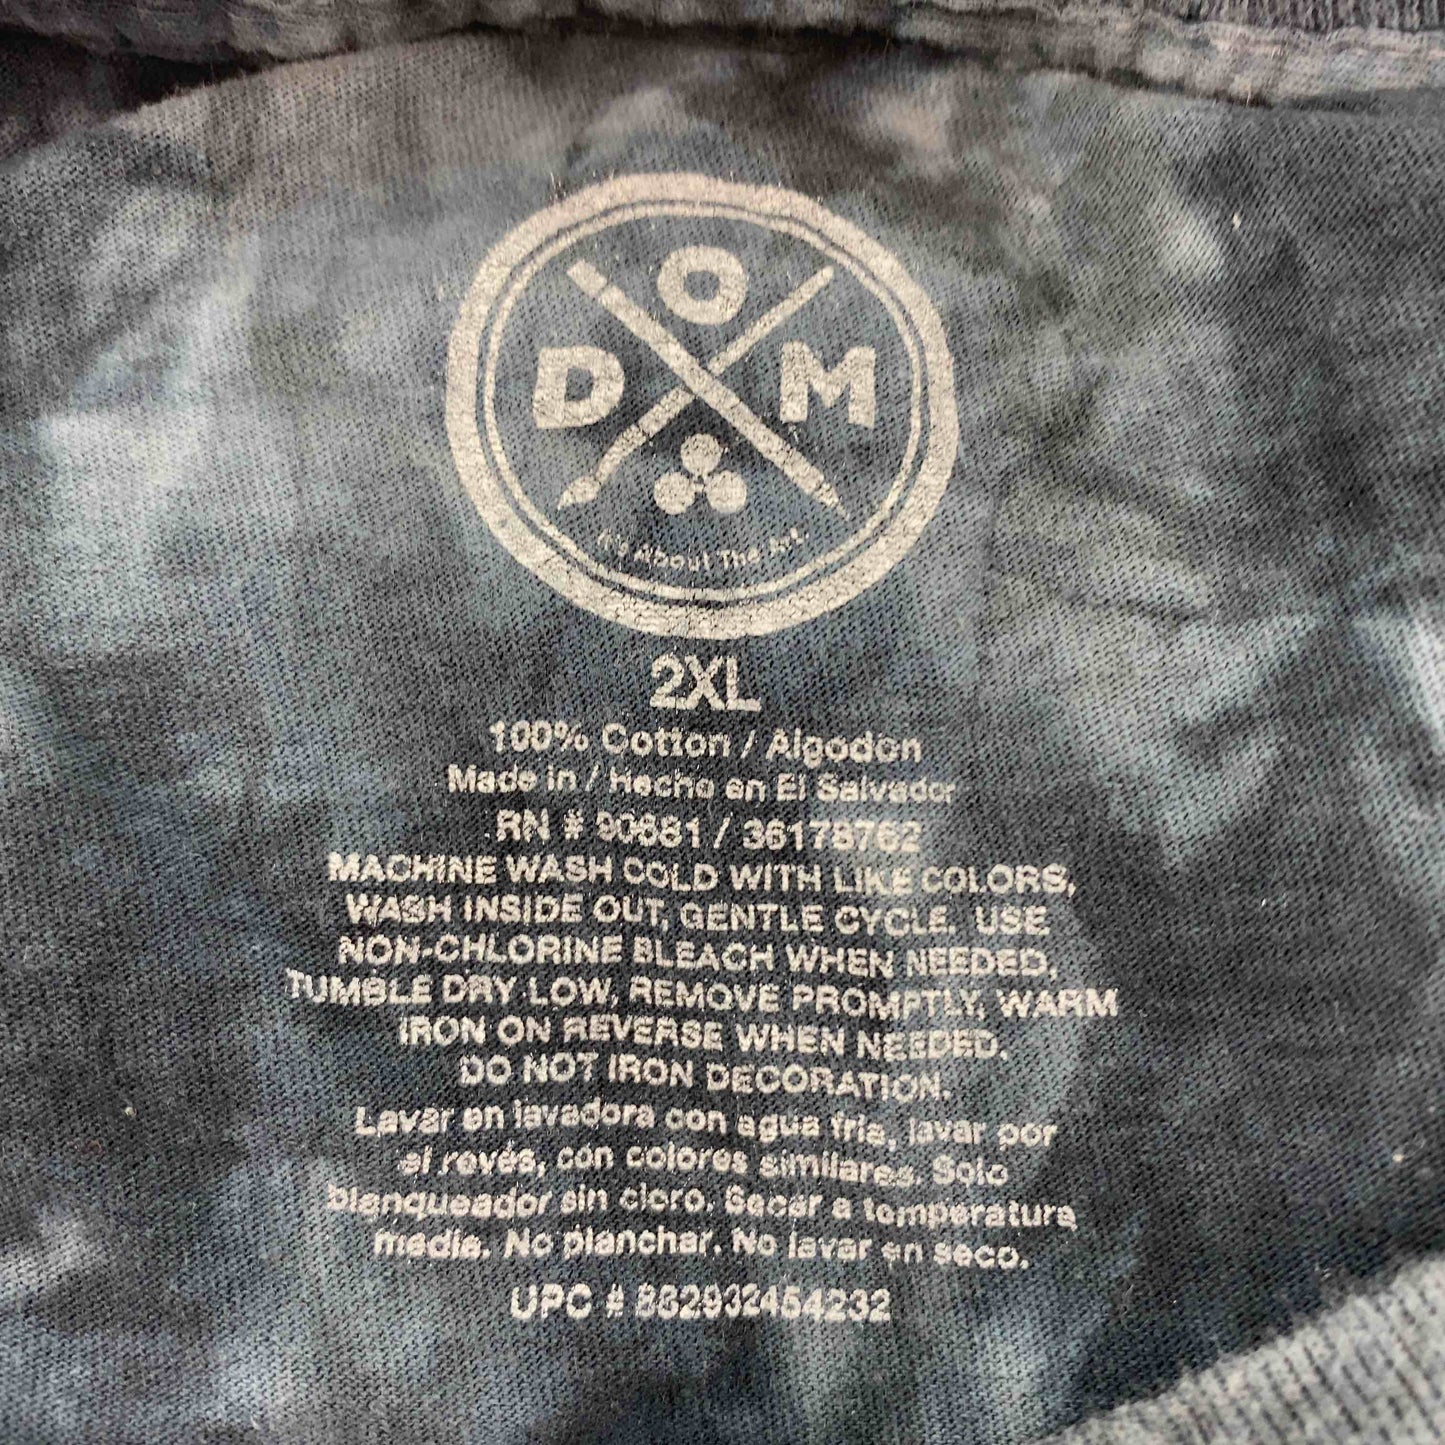 D O M
It's About The Art.
2XL
100% Cotton / Algodon
Made in / Hecho en El Salvador
RN # 90681 / 36178762
MACHINE WASH COLD WITH LIKE COLORS,
WASH INSIDE OUT, GENTLE CYCLE. USE
NON-CHLORINE BLEACH WHEN NEEDED,
TUMBLE DRY LOW, REMOVE PROMPTLY, WARM
IRON ON REVERSE WHEN NEEDED.
DO NOT IRON DECORATION.
Lavar en lavadora con agua fria, lavar por
el revés, con colores similares. Solo
blanqueador sin cloro. Secar a temperatura
media. No planchar. No lavar en seco.
UPC # 862932454232